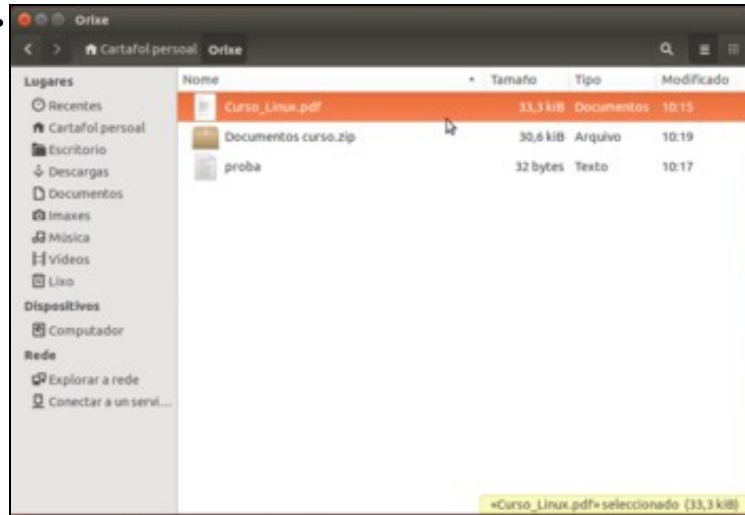 Orixe
Cartafol persoal Orixe
Lugares
Recentes
Cartafol persoal
Escritorio
Descargas
Documentos
Imaxes
Música
Vídeos
Lixo
Dispositivos
Computador
Rede
Explorar a rede
Conectar a un servi...
Nome Tamaño Tipo Modificado
Curso_Linux.pdf 33,3 kiB Documentos 10:15
Documentos curso.zip 30,6 kiB Arquivo 10:19
proba 32 bytes Texto 10:17
«Curso_Linux.pdf» seleccionado (33,3 kiB)